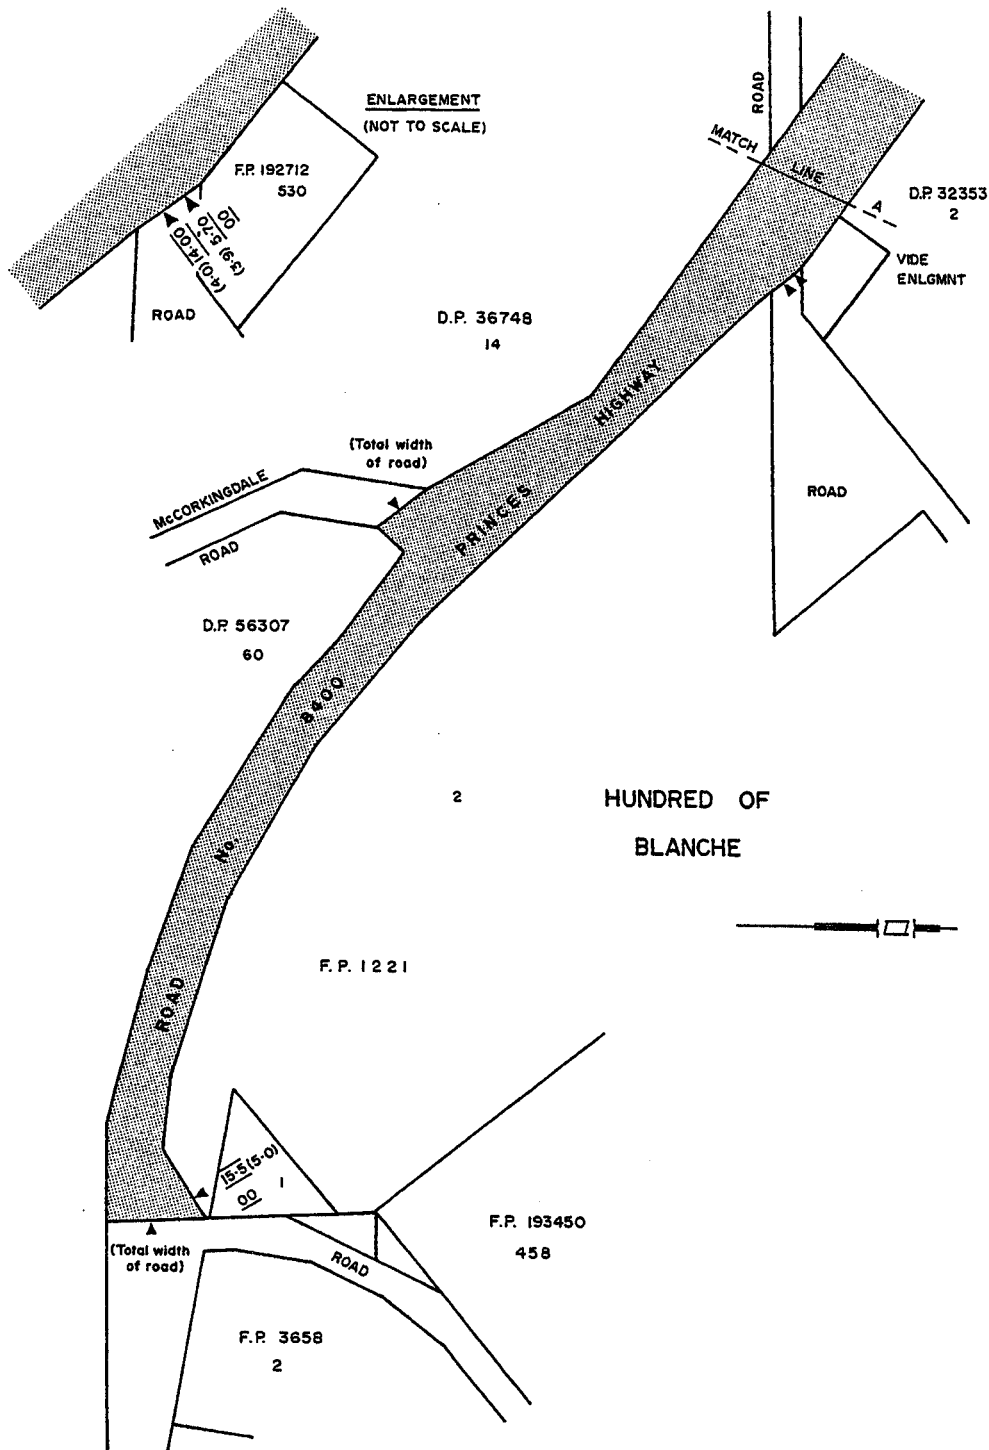 ENLARGEMENT
(NOT TO SCALE)
F.P. 192712
530
00
(3·9) 5·70
(4·0) 14·00
ROAD
ROAD
MATCH
LINE
A
D.P. 32353
2
VIDE
ENLGMNT
D.P. 36748
14
HIGHWAY
(Total width
of road)
McCORKINGDALE
ROAD
PRINCES
ROAD
D.P. 56307
60
8400
2
HUNDRED OF
BLANCHE
No.
F.P. 1221
ROAD
15·5 (5·0)
00
1
(Total width
of road)
ROAD
F.P. 193450
458
F.P. 3658
2